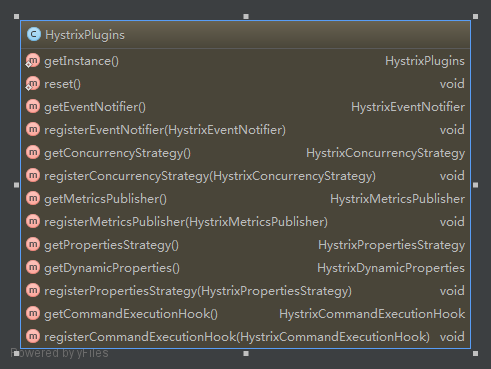 C HystrixPlugins
m getInstance() HystrixPlugins
m reset() void
m getEventNotifier() HystrixEventNotifier
m registerEventNotifier(HystrixEventNotifier) void
m getConcurrencyStrategy() HystrixConcurrencyStrategy
m registerConcurrencyStrategy(HystrixConcurrencyStrategy) void
m getMetricsPublisher() HystrixMetricsPublisher
m registerMetricsPublisher(HystrixMetricsPublisher) void
m getPropertiesStrategy() HystrixPropertiesStrategy
m getDynamicProperties() HystrixDynamicProperties
m registerPropertiesStrategy(HystrixPropertiesStrategy) void
m getCommandExecutionHook() HystrixCommandExecutionHook
m registerCommandExecutionHook(HystrixCommandExecutionHook) void
Powered by yFiles